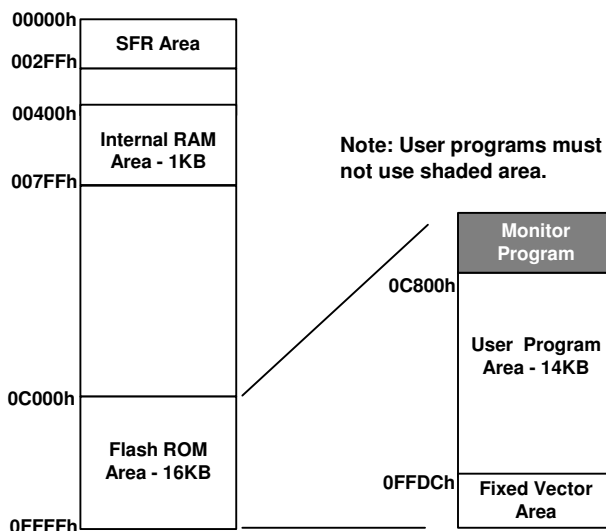 00000h
SFR Area
002FFh
00400h
Internal RAM
Area - 1KB
007FFh
Note: User programs must
not use shaded area.
Monitor
Program
0C800h
User Program
Area - 14KB
0C000h
Flash ROM
Area - 16KB
0FFDCh
Fixed Vector
Area
0FFFFh